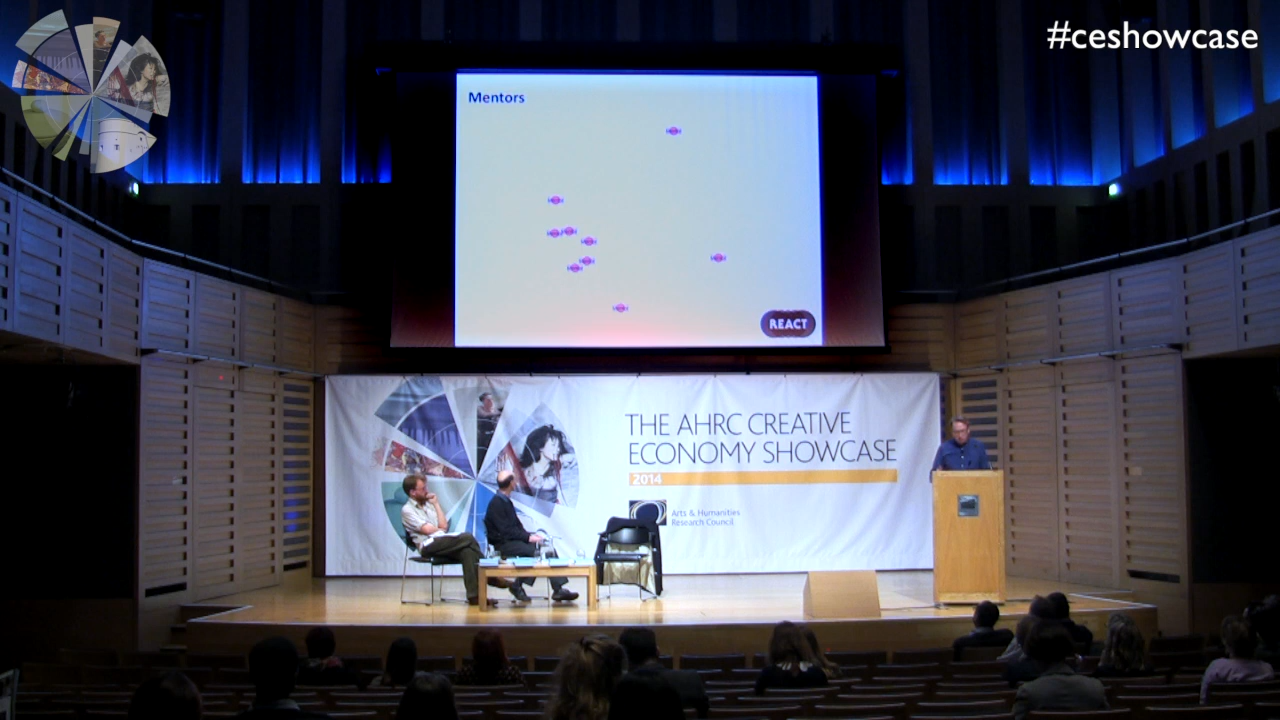 #ceshowcase
Mentors
REACT
THE AHRC CREATIVE
ECONOMY SHOWCASE
2014
Arts & Humanities
Research Council